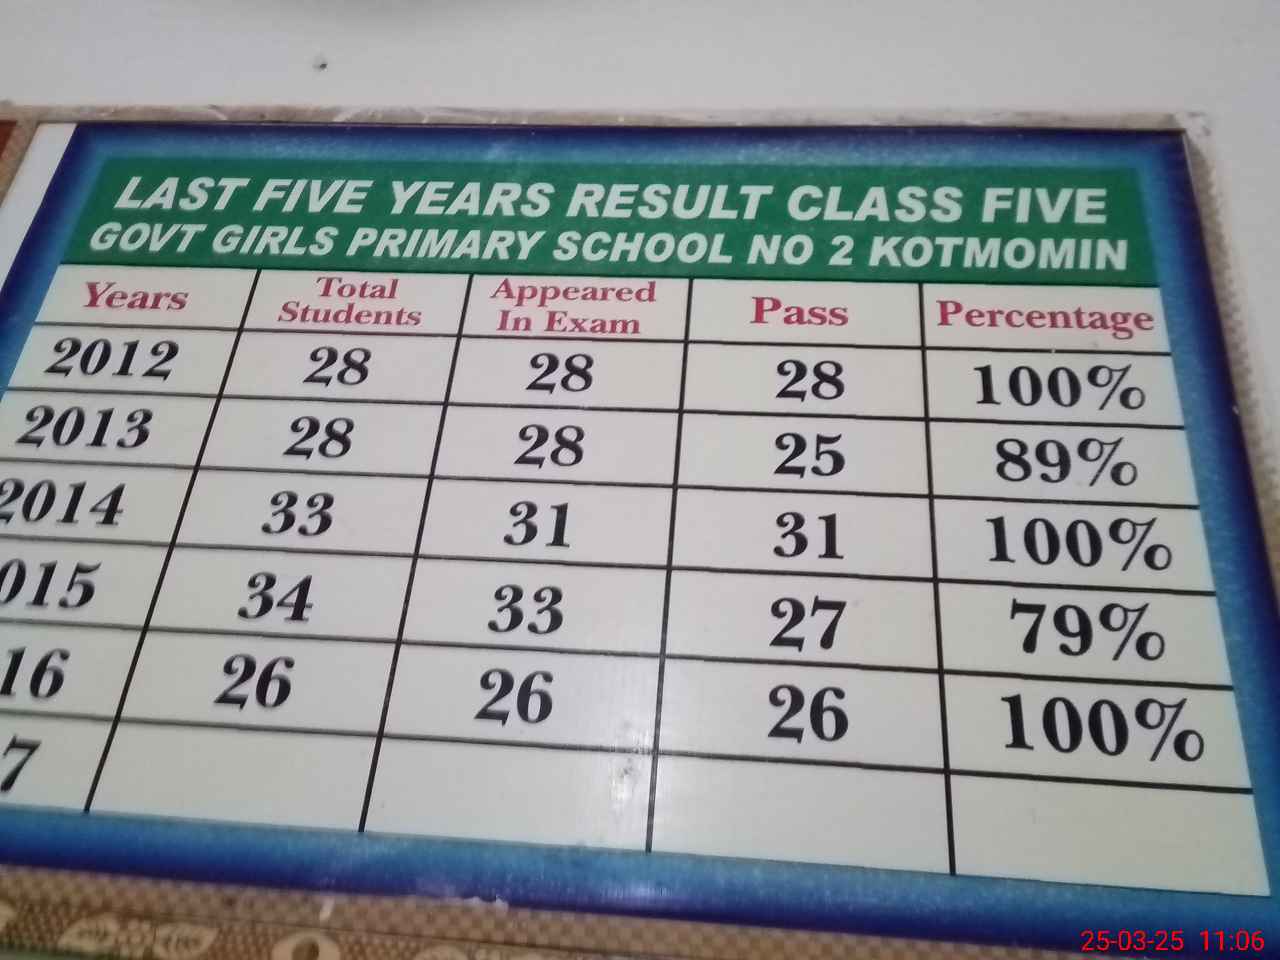 LAST FIVE YEARS RESULT CLASS FIVE
GOVT GIRLS PRIMARY SCHOOL NO 2 KOTMOMIN
Years Total Students Appeared In Exam Pass Percentage
2012 28 28 28 100%
2013 28 28 25 89%
2014 33 31 31 100%
015 34 33 27 79%
16 26 26 26 100%
7
25-03-25 11:06